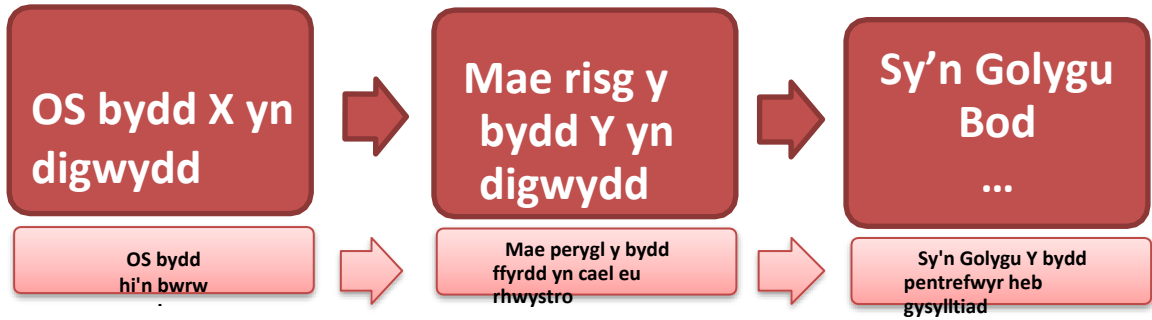 OS bydd X yn
digwydd
Mae risg y
bydd Y yn
digwydd
Sy’n Golygu
Bod
...
OS bydd
hi'n bwrw
Mae perygl y bydd
ffyrdd yn cael eu
rhwystro
Sy'n Golygu Y bydd
pentrefwyr heb
gysylltiad